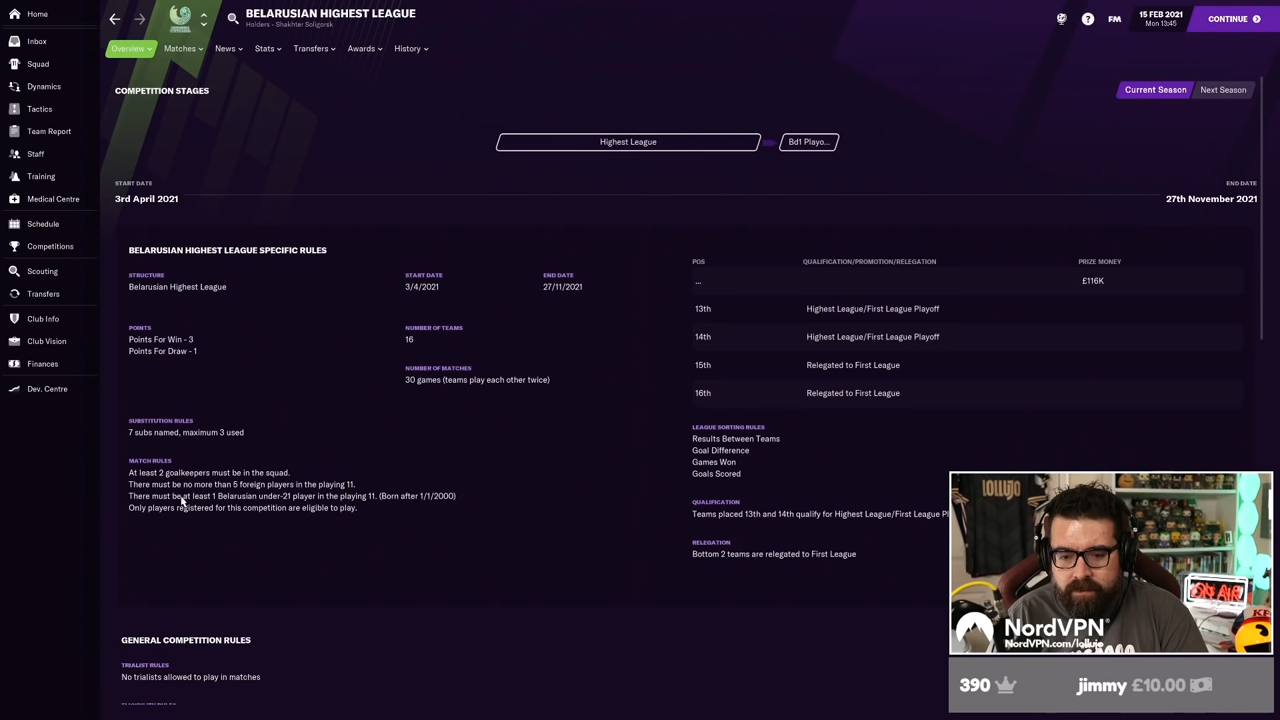 Home
Inbox
Squad
Dynamics
Tactics
Team Report
Staff
Training
Medical Centre
Schedule
Competitions
Scouting
Transfers
Club Info
Club Vision
Finances
Dev. Centre
BELARUSIAN HIGHEST LEAGUE
Holders - Shakhter Soligorsk
FM
15 FEB 2021
Mon 13:45
CONTINUE
Overview
Matches
News
Stats
Transfers
Awards
History
COMPETITION STAGES
Current Season
Next Season
Highest League
Bd1 Playo...
START DATE
3rd April 2021
END DATE
27th November 2021
BELARUSIAN HIGHEST LEAGUE SPECIFIC RULES
STRUCTURE
Belarusian Highest League
START DATE
3/4/2021
END DATE
27/11/2021
POINTS
Points For Win - 3
Points For Draw - 1
NUMBER OF TEAMS
16
NUMBER OF MATCHES
30 games (teams play each other twice)
SUBSTITUTION RULES
7 subs named, maximum 3 used
MATCH RULES
At least 2 goalkeepers must be in the squad.
There must be no more than 5 foreign players in the playing 11.
There must be at least 1 Belarusian under-21 player in the playing 11. (Born after 1/1/2000)
Only players registered for this competition are eligible to play.
POS QUALIFICATION/PROMOTION/RELEGATION PRIZE MONEY
... £116K
13th Highest League/First League Playoff
14th Highest League/First League Playoff
15th Relegated to First League
16th Relegated to First League
LEAGUE SORTING RULES
Results Between Teams
Goal Difference
Games Won
Goals Scored
QUALIFICATION
Teams placed 13th and 14th qualify for Highest League/First League Pl
RELEGATION
Bottom 2 teams are relegated to First League
GENERAL COMPETITION RULES
TRIALIST RULES
No trialists allowed to play in matches
LOLLUJO
ON AIR
NordVPN®
NordVPN.com/lollujo
390
jimmy £10.00